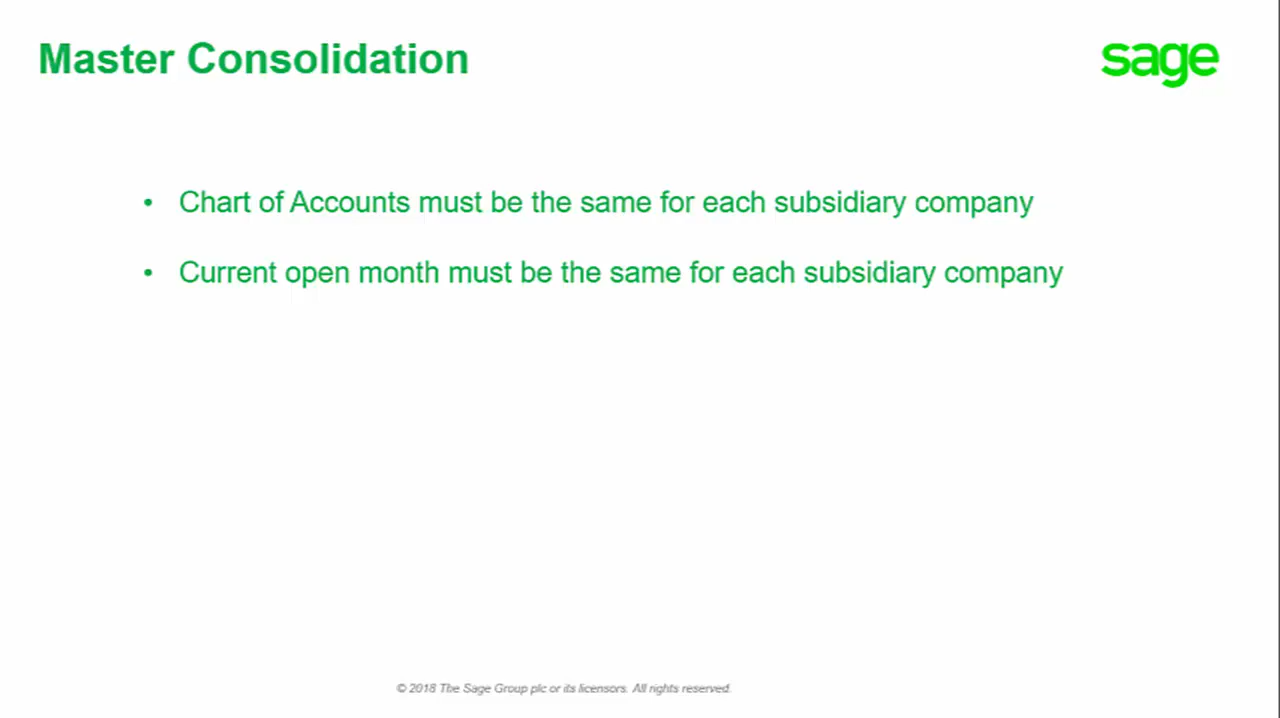 Master Consolidation
sage
• Chart of Accounts must be the same for each subsidiary company
• Current open month must be the same for each subsidiary company
© 2018 The Sage Group plc or its licensors. All rights reserved.